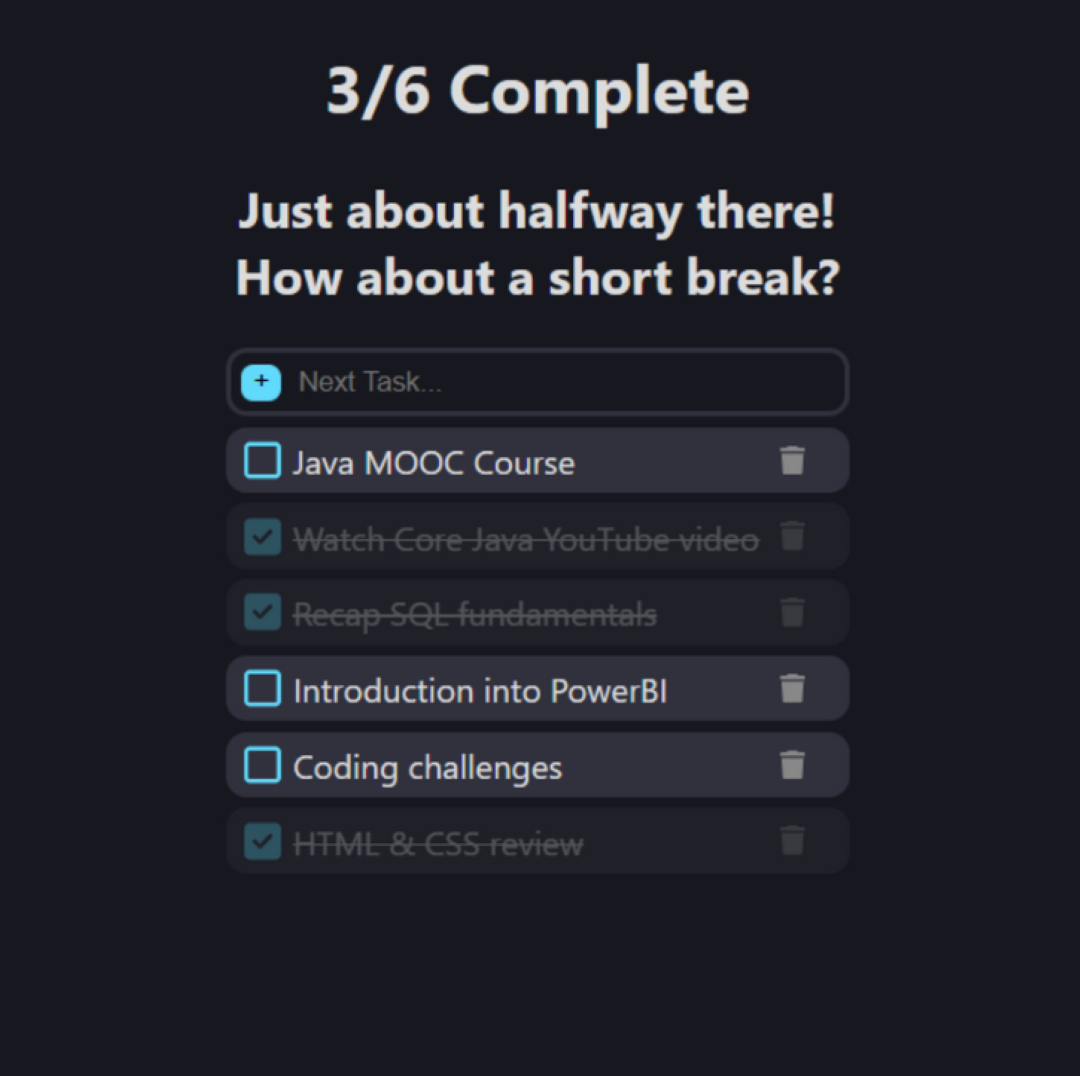 3/6 Complete
Just about halfway there!
How about a short break?
+ Next Task...
Java MOOC Course
Watch Core Java YouTube video
Recap SQL fundamentals
Introduction into PowerBI
Coding challenges
HTML & CSS review